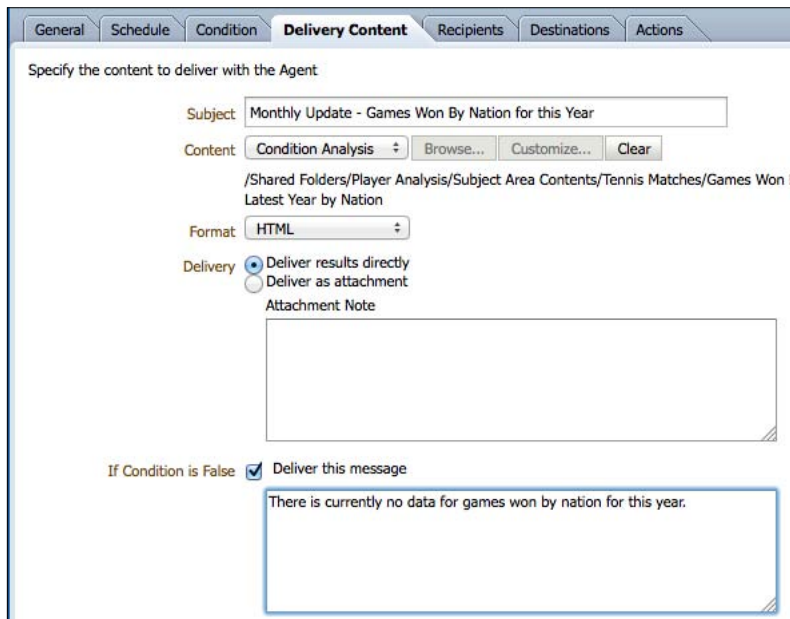 General Schedule Condition Delivery Content Recipients Destinations Actions
Specify the content to deliver with the Agent
Subject Monthly Update - Games Won By Nation for this Year
Content Condition Analysis Browse... Customize... Clear
/Shared Folders/Player Analysis/Subject Area Contents/Tennis Matches/Games Won
Latest Year by Nation
Format HTML
Delivery Deliver results directly
Deliver as attachment
Attachment Note
If Condition is False Deliver this message
There is currently no data for games won by nation for this year.